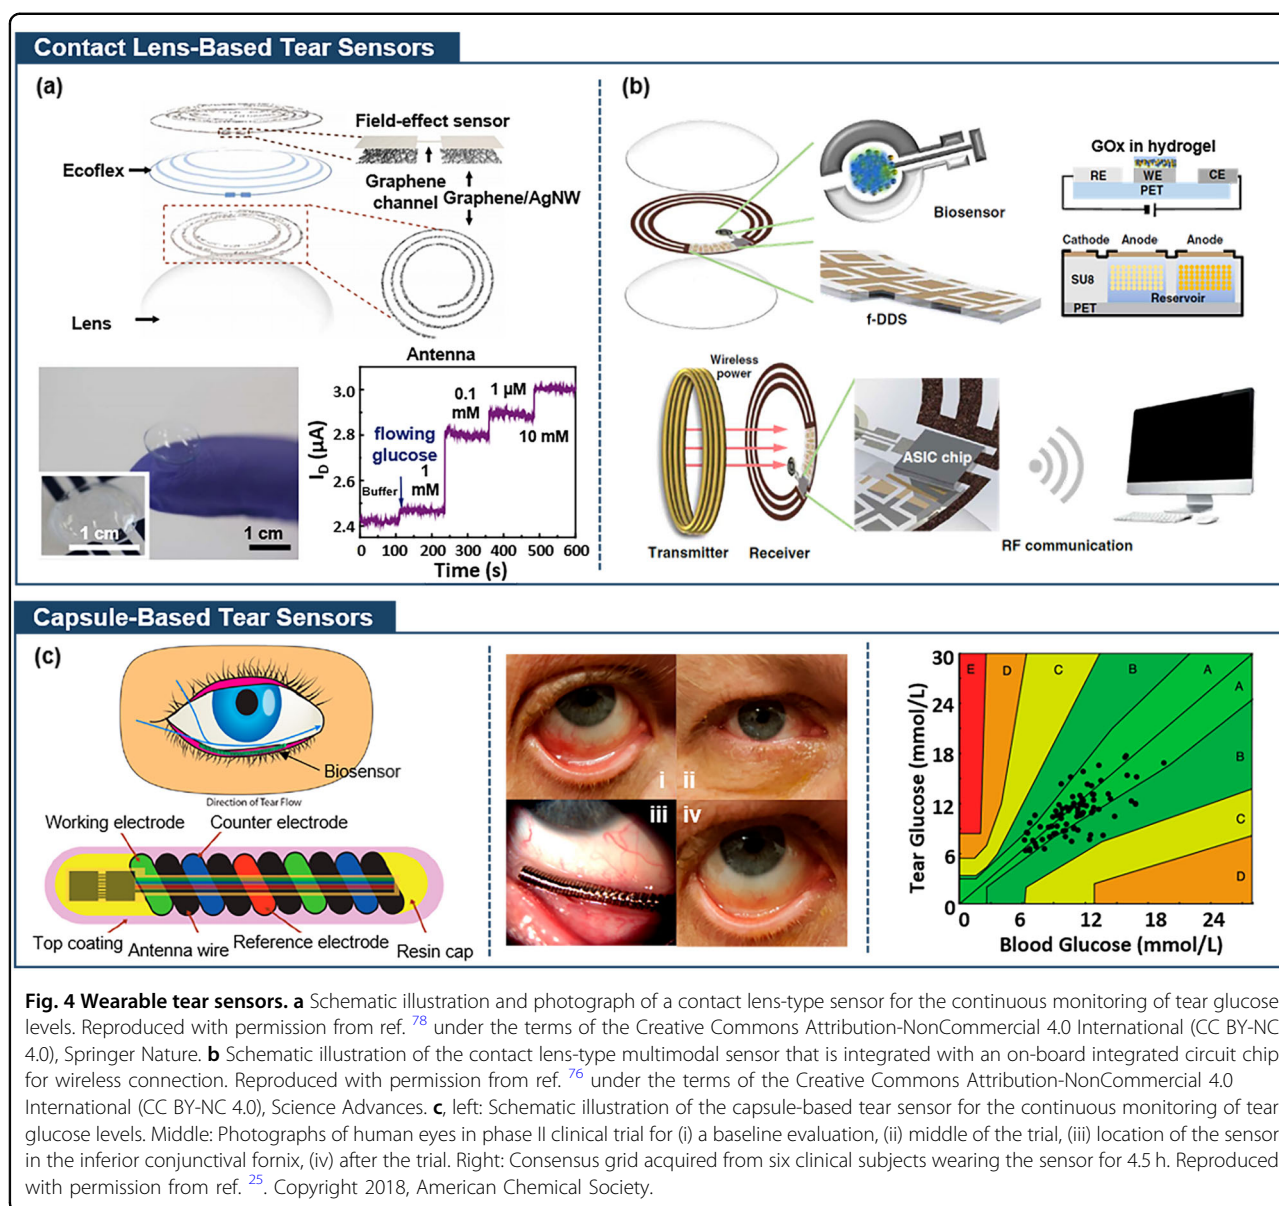 Contact Lens-Based Tear Sensors
(a)
Field-effect sensor
Ecoflex
Graphene
channel
Graphene/AgNW
Lens
Antenna
1 cm
1 cm
I_D (μA)
3.0
2.8
2.6
2.4
Buffer
flowing
glucose
1
mM
0.1
mM
1 μM
10 mM
0 100 200 300 400 500 600
Time (s)
(b)
Biosensor
GOx in hydrogel
RE WE CE
PET
f-DDS
Cathode Anode Anode
SU8
Reservoir
PET
Wireless
power
Transmitter Receiver
ASIC chip
RF communication
Capsule-Based Tear Sensors
(c)
Biosensor
Direction of Tear Flow
Working electrode Counter electrode
Top coating Antenna wire Reference electrode Resin cap
i ii
iii iv
Tear Glucose (mmol/L)
30
24
18
12
6
0
E D C B A
A
B
C
D
0 6 12 18 24
Blood Glucose (mmol/L)
Fig. 4 Wearable tear sensors. a Schematic illustration and photograph of a contact lens-type sensor for the continuous monitoring of tear glucose
levels. Reproduced with permission from ref. 78 under the terms of the Creative Commons Attribution-NonCommercial 4.0 International (CC BY-NC
4.0), Springer Nature. b Schematic illustration of the contact lens-type multimodal sensor that is integrated with an on-board integrated circuit chip
for wireless connection. Reproduced with permission from ref. 76 under the terms of the Creative Commons Attribution-NonCommercial 4.0
International (CC BY-NC 4.0), Science Advances. c, left: Schematic illustration of the capsule-based tear sensor for the continuous monitoring of tear
glucose levels. Middle: Photographs of human eyes in phase II clinical trial for (i) a baseline evaluation, (ii) middle of the trial, (iii) location of the sensor
in the inferior conjunctival fornix, (iv) after the trial. Right: Consensus grid acquired from six clinical subjects wearing the sensor for 4.5 h. Reproduced
with permission from ref. 25. Copyright 2018, American Chemical Society.